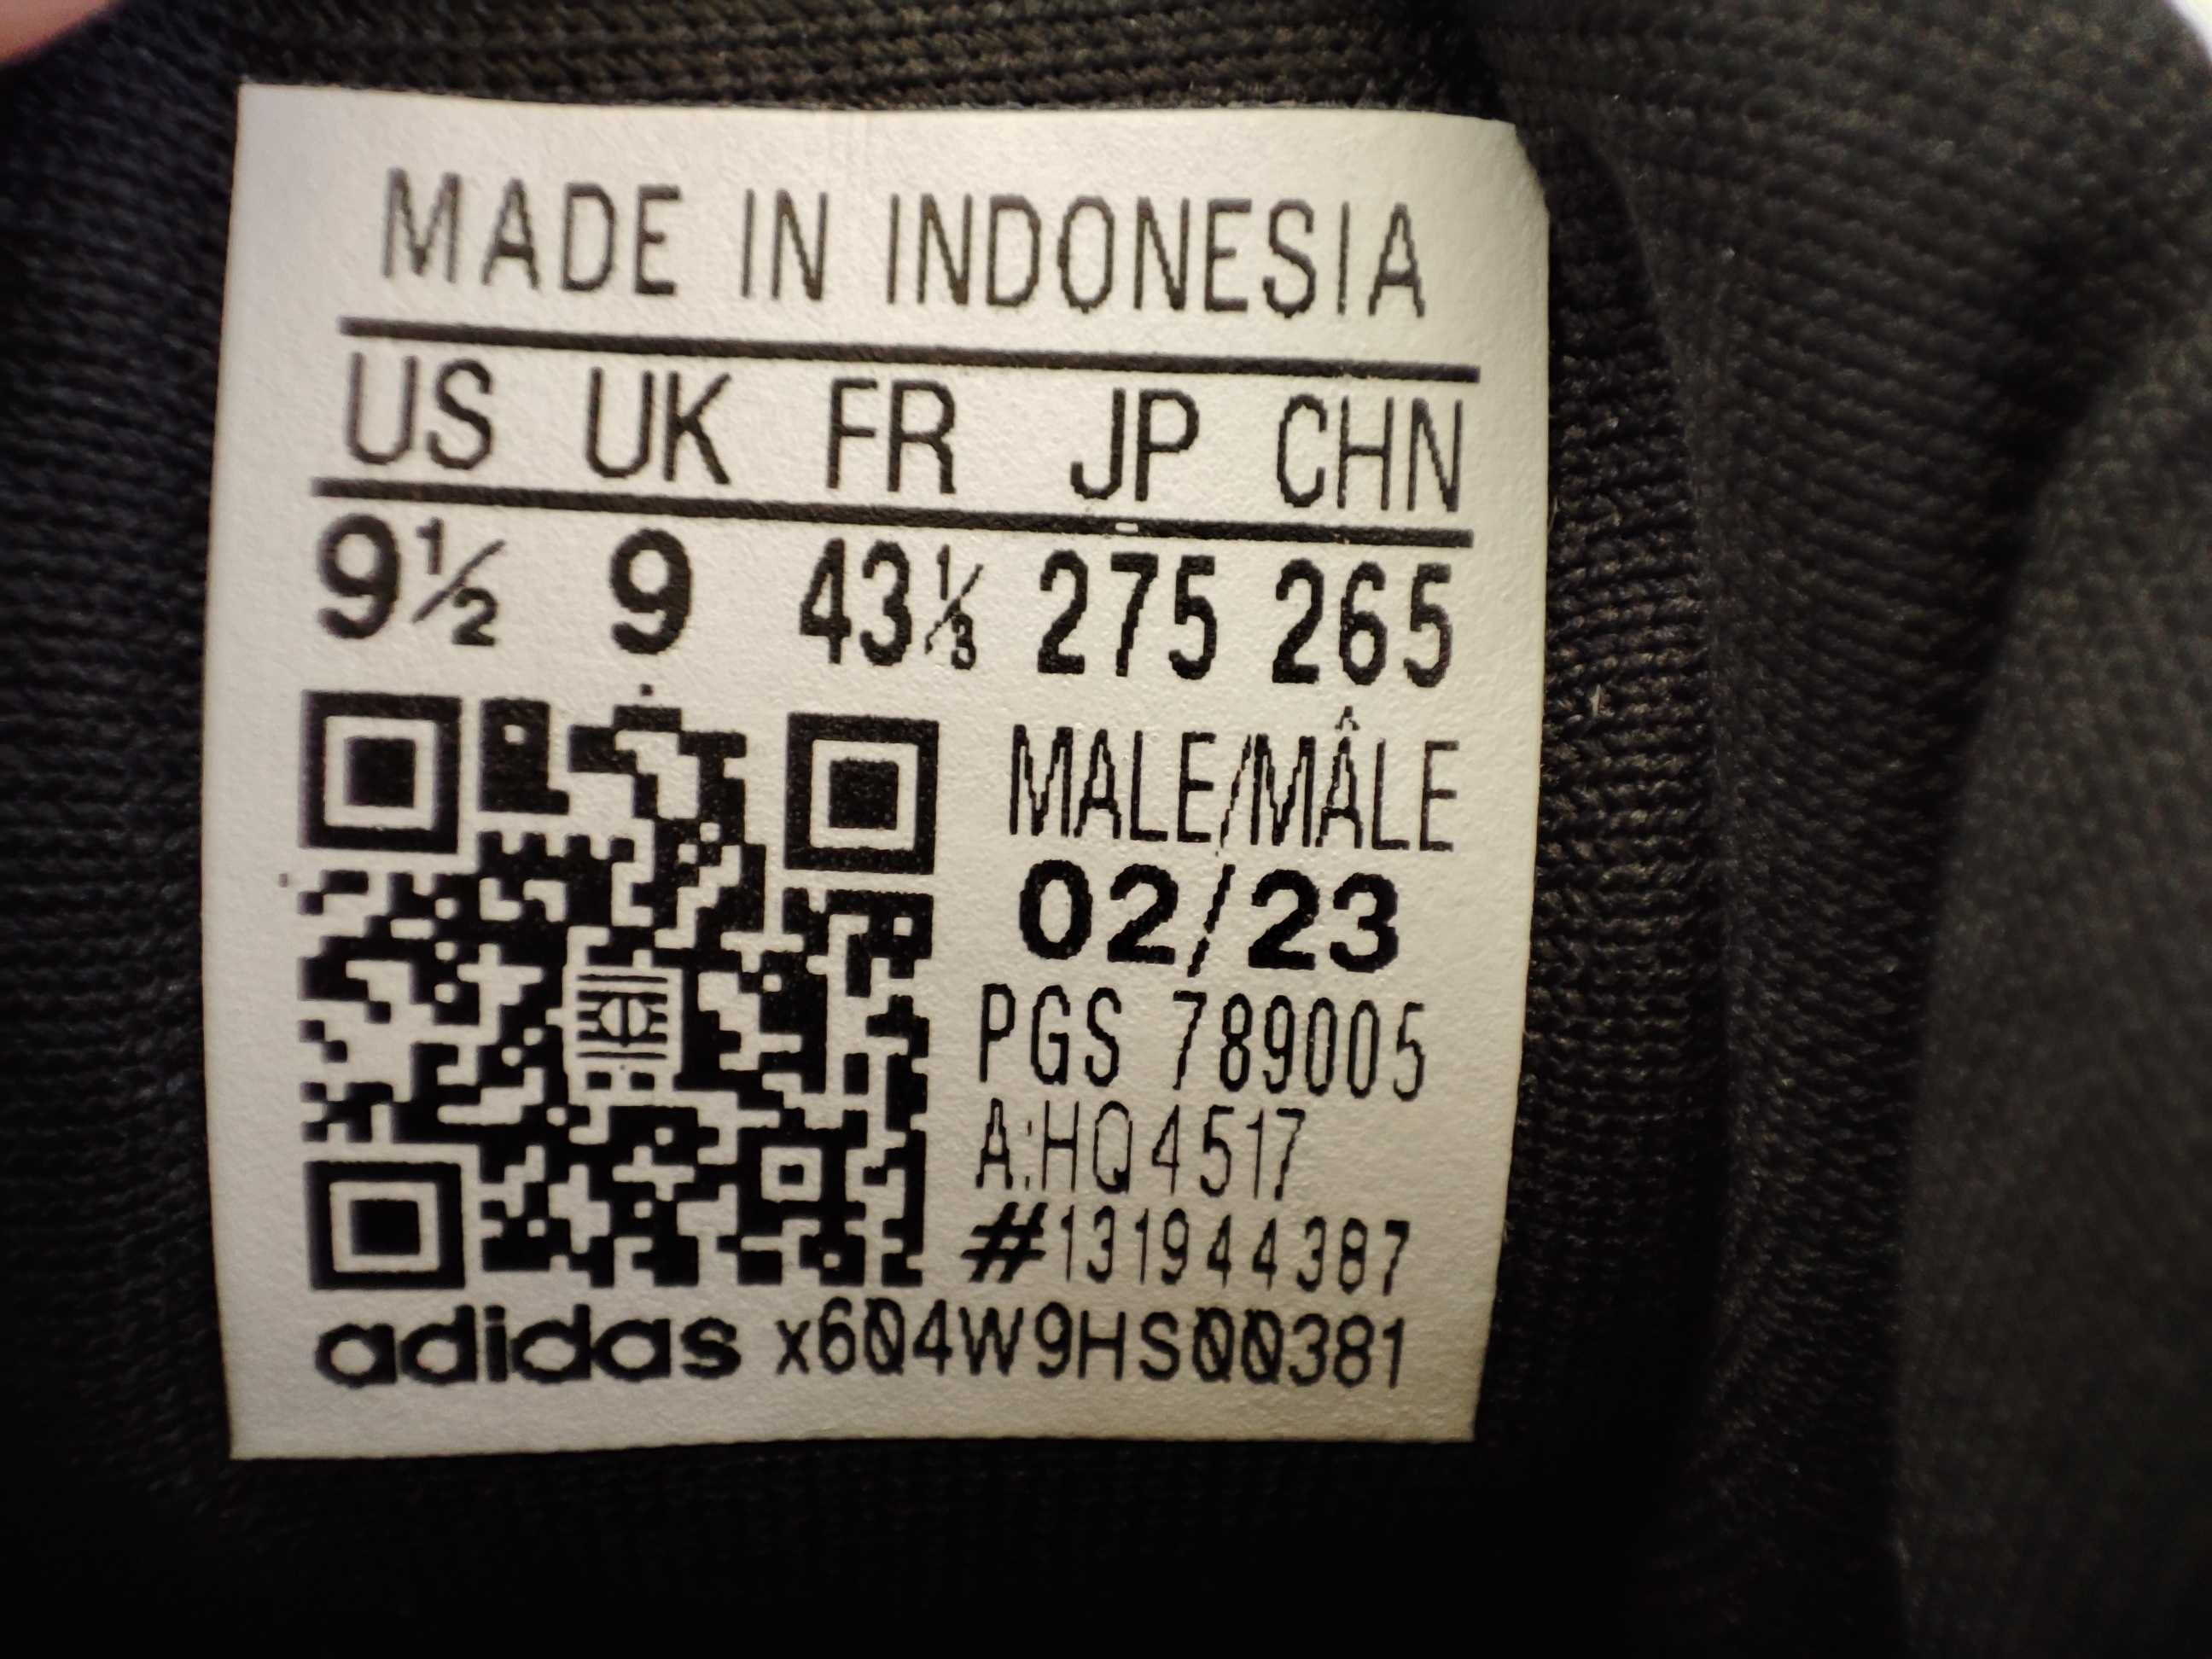 MADE IN INDONESIA
US UK FR JP CHN
9½ 9 43⅓ 275 265
MALE/MÂLE
02/23
PGS 789005
A:HQ4517
#131944387
adidas x604W9HS00381